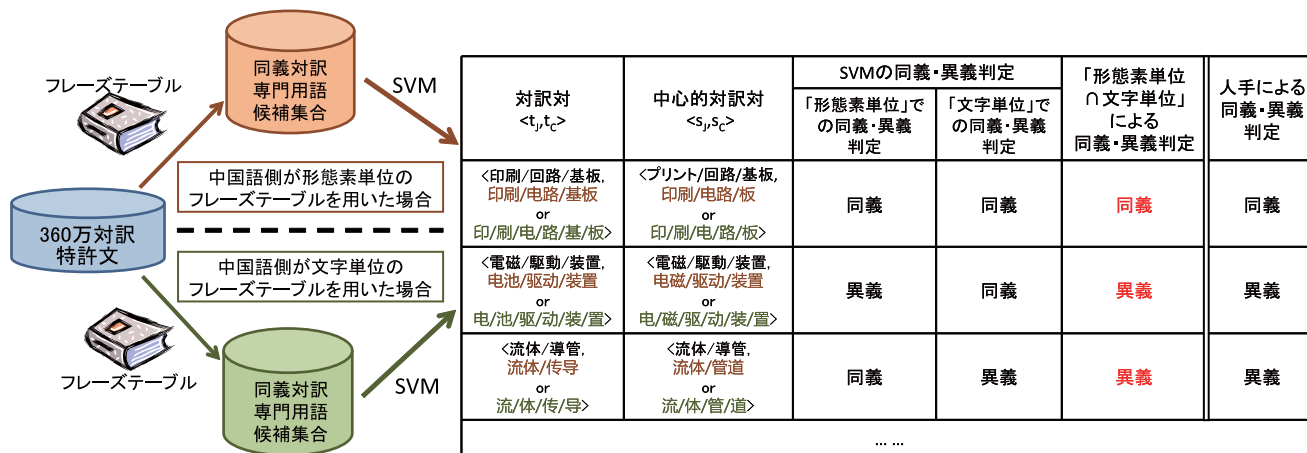 フレーズテーブル
同義対訳
専門用語
候補集合
SVM
中国語側が形態素単位の
フレーズテーブルを用いた場合
360万対訳
特許文
中国語側が文字単位の
フレーズテーブルを用いた場合
フレーズテーブル
同義対訳
専門用語
候補集合
SVM
対訳対
<tJ,tC>
中心的対訳対
<sJ,sC>
SVMの同義・異義判定
「形態素単位」で
の同義・異義
判定
「文字単位」で
の同義・異義
判定
「形態素単位
∩文字単位」
による
同義・異義判定
人手による
同義・異義
判定
<印刷/回路/基板,
印刷/电路/基板
or
印/刷/电/路/基/板>
<プリント/回路/基板,
印刷/电路/板
or
印/刷/电/路/板>
同義
同義
同義
同義
<電磁/駆動/装置,
电池/驱动/装置
or
电/池/驱/动/装/置>
<電磁/駆動/装置,
电磁/驱动/装置
or
电/磁/驱/动/装/置>
異義
同義
異義
異義
<流体/導管,
流体/传导
or
流/体/传/导>
<流体/導管,
流体/管道
or
流/体/管/道>
同義
異義
異義
異義
... ...